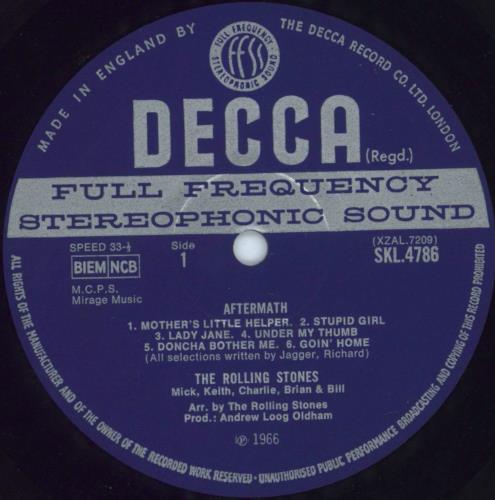 MADE IN ENGLAND BY
THE DECCA RECORD CO. LTD. LONDON
FULL FREQUENCY
ffss
STEREOPHONIC SOUND
DECCA (Regd.)
FULL FREQUENCY
STEREOPHONIC SOUND
SPEED 33-⅓
Side
1
(XZAL.7209)
SKL.4786
BIEM NCB
M.C.P.S.
Mirage Music
AFTERMATH
1. MOTHER'S LITTLE HELPER. 2. STUPID GIRL
3. LADY JANE. 4. UNDER MY THUMB
5. DONCHA BOTHER ME. 6. GOIN' HOME
(All selections written by Jagger, Richard)
THE ROLLING STONES
Mick, Keith, Charlie, Brian & Bill
Arr. by The Rolling Stones
Prod.: Andrew Loog Oldham
℗ 1966
ALL RIGHTS OF THE MANUFACTURER AND OF THE OWNER OF THE RECORDED WORK RESERVED · UNAUTHORISED PUBLIC PERFORMANCE BROADCASTING AND COPYING OF THIS RECORD PROHIBITED